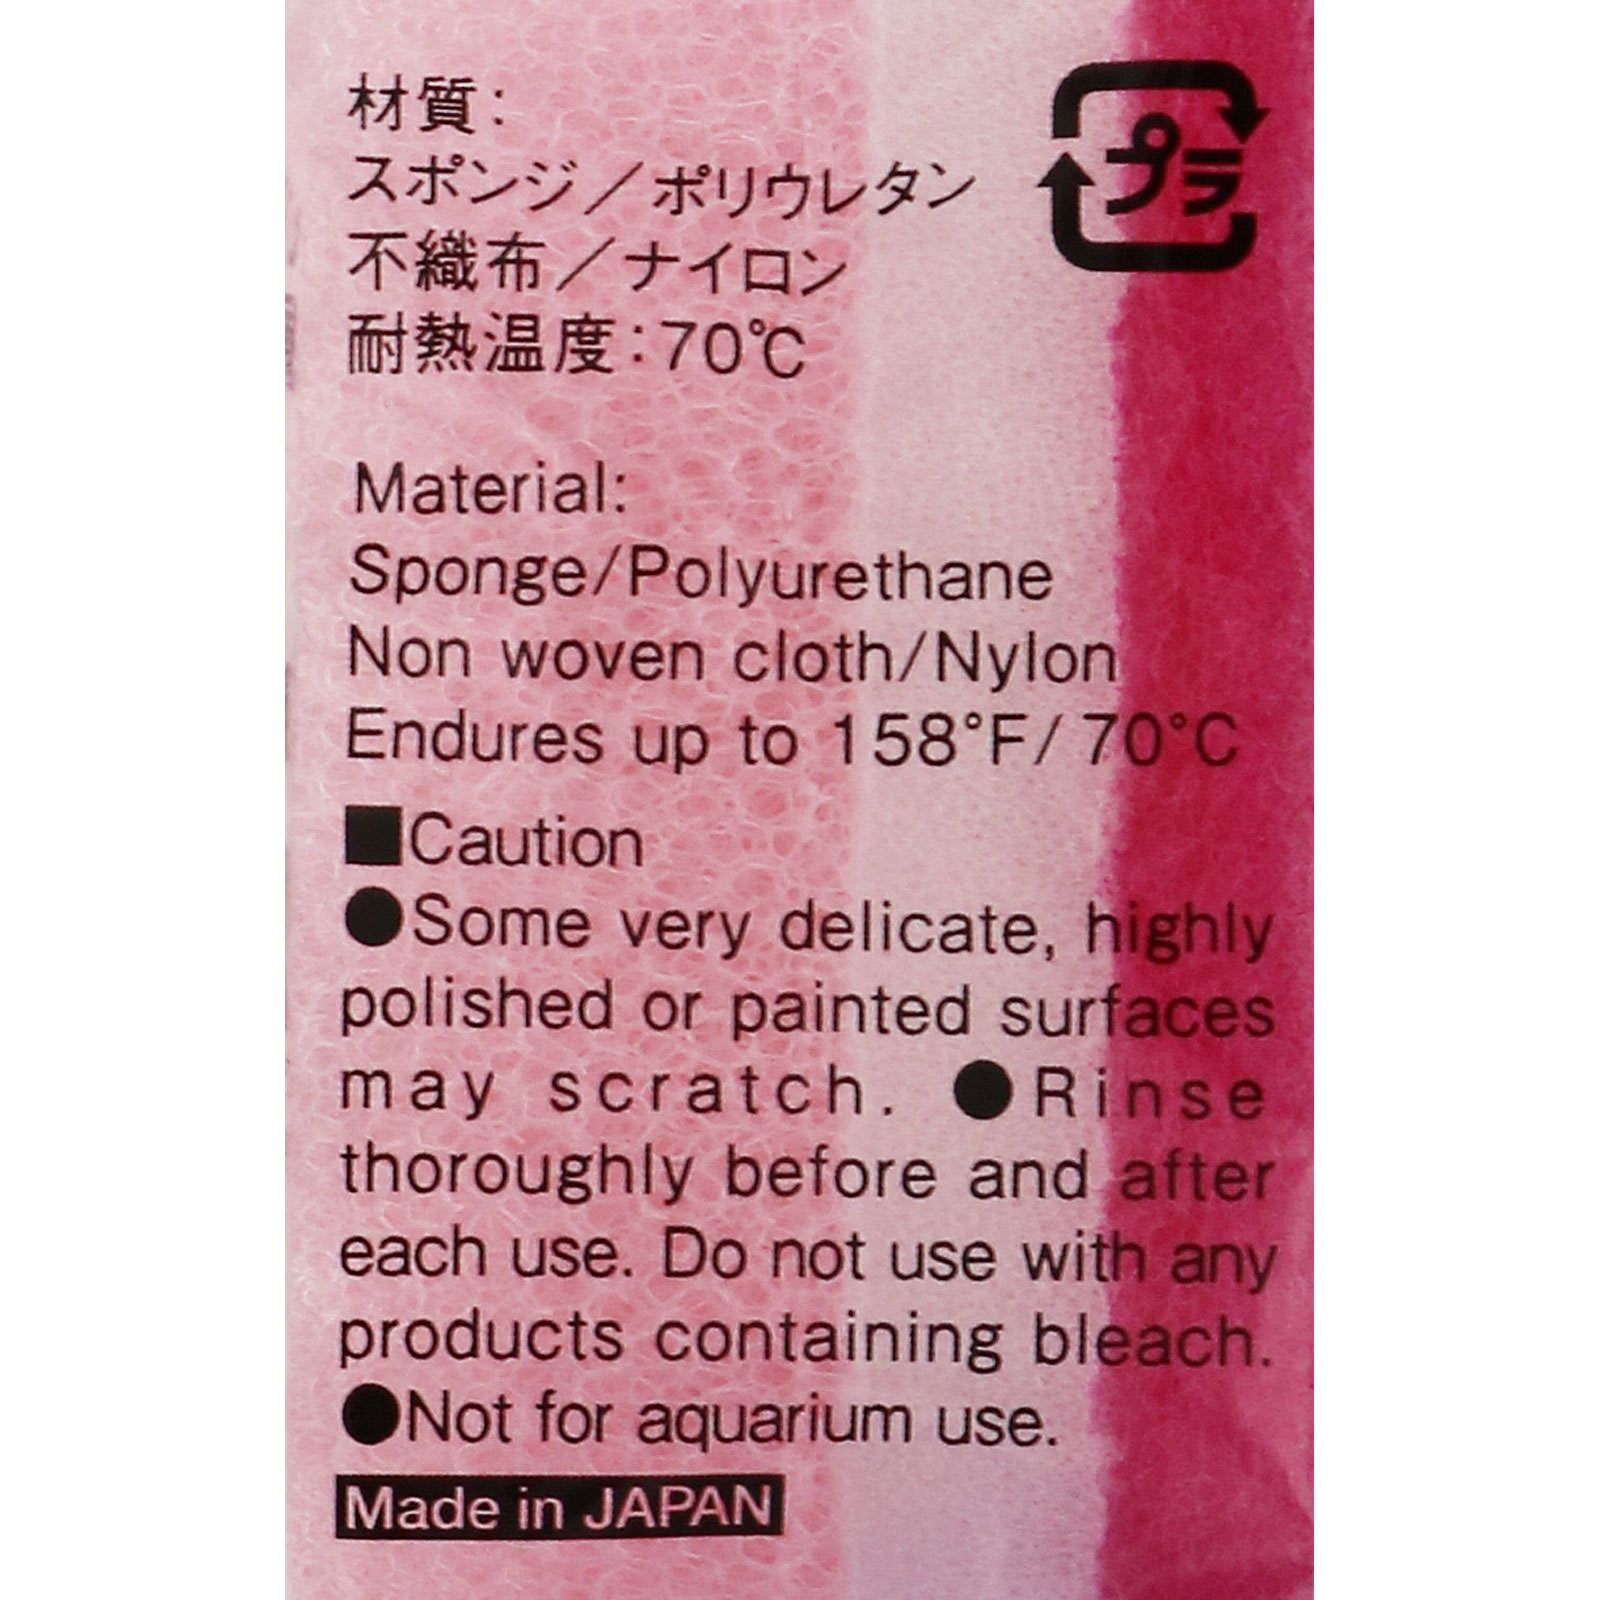 材質:
スポンジ/ポリウレタン
不織布/ナイロン
耐熱温度:70℃
プラ
Material:
Sponge/Polyurethane
Non woven cloth/Nylon
Endures up to 158°F/70°C
■Caution
●Some very delicate, highly
polished or painted surfaces
may scratch. ●Rinse
thoroughly before and after
each use. Do not use with any
products containing bleach.
●Not for aquarium use.
Made in JAPAN